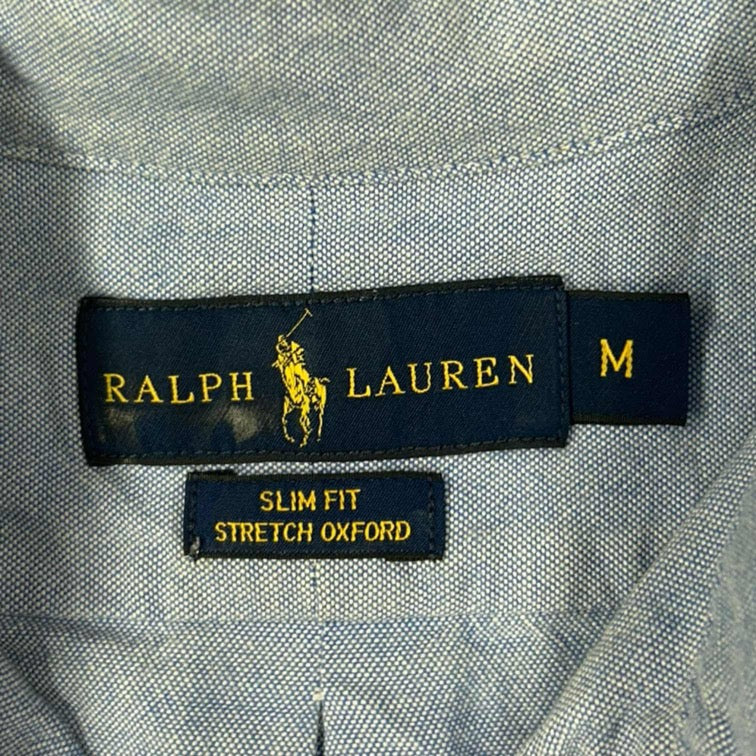 RALPH LAUREN
M
SLIM FIT
STRETCH OXFORD